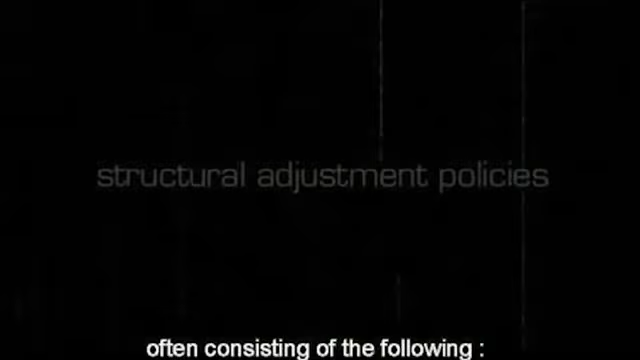 structural adjustment policies
often consisting of the following :